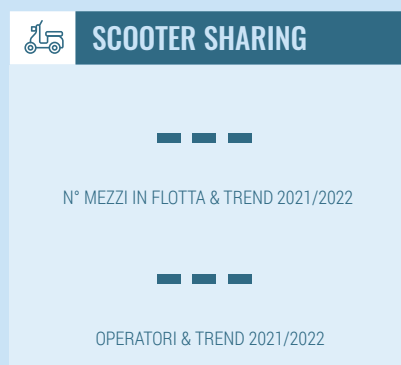 SCOOTER SHARING
---
N° MEZZI IN FLOTTA & TREND 2021/2022
---
OPERATORI & TREND 2021/2022